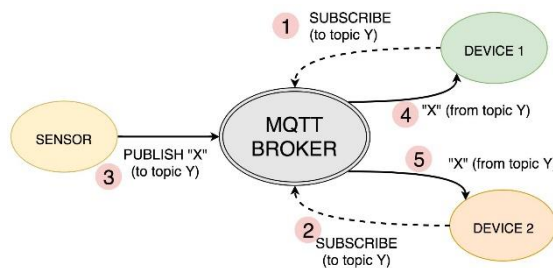 1
SUBSCRIBE
(to topic Y)
DEVICE 1
SENSOR
3
PUBLISH "X"
(to topic Y)
MQTT
BROKER
4
"X" (from topic Y)
5
"X" (from topic Y)
2
SUBSCRIBE
(to topic Y)
DEVICE 2